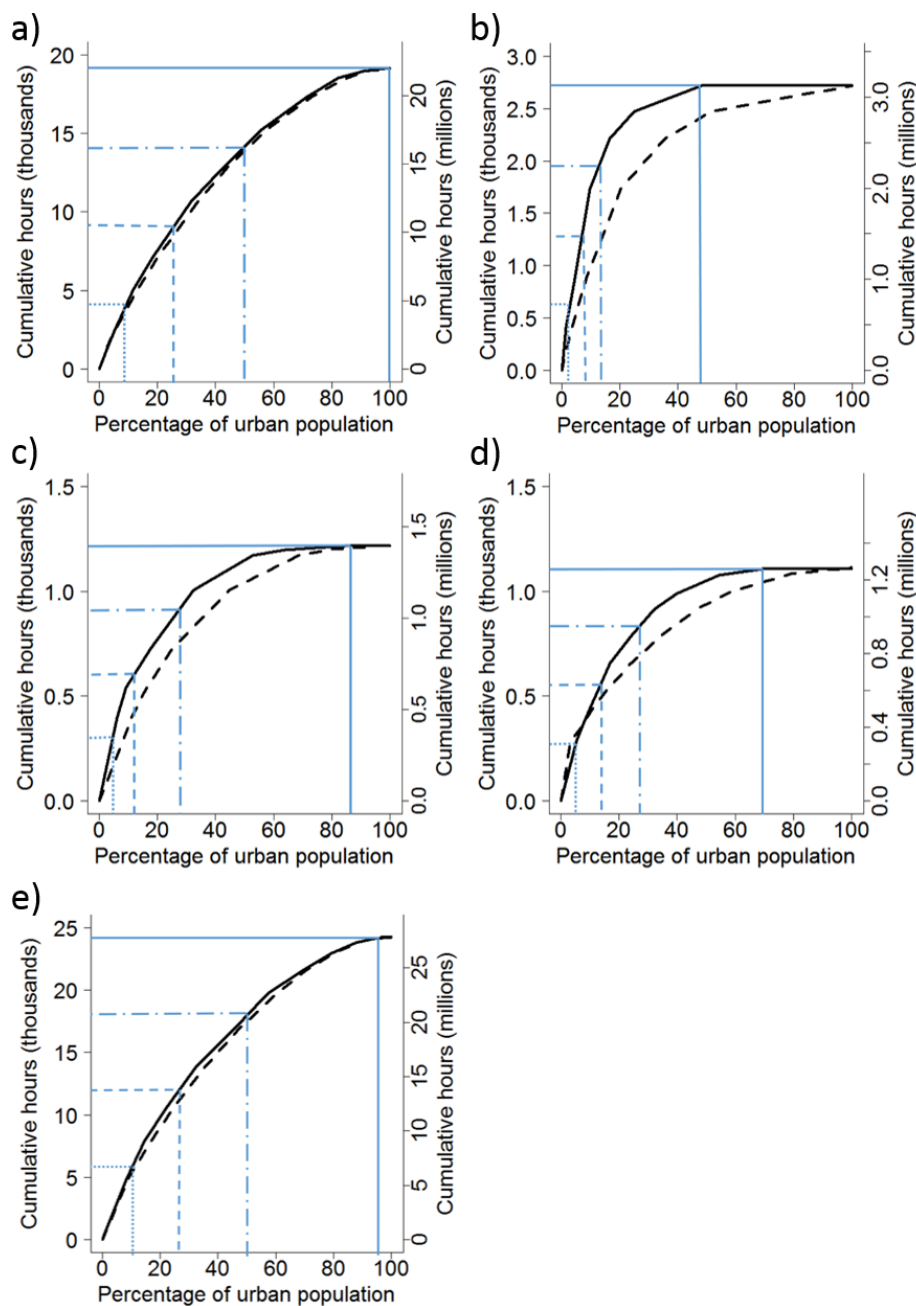 a)
Cumulative hours (thousands)
20
15
10
5
0
Cumulative hours (millions)
20
15
10
5
0
0 20 40 60 80 100
Percentage of urban population
b)
Cumulative hours (thousands)
3.0
2.5
2.0
1.5
1.0
0.5
0.0
Cumulative hours (millions)
3.0
2.0
1.0
0.0
0 20 40 60 80 100
Percentage of urban population
c)
Cumulative hours (thousands)
1.5
1.0
0.5
0.0
Cumulative hours (millions)
1.5
1.0
0.5
0.0
0 20 40 60 80 100
Percentage of urban population
d)
Cumulative hours (thousands)
1.5
1.0
0.5
0.0
Cumulative hours (millions)
1.2
0.8
0.4
0.0
0 20 40 60 80 100
Percentage of urban population
e)
Cumulative hours (thousands)
25
20
15
10
5
0
Cumulative hours (millions)
25
20
15
10
5
0
0 20 40 60 80 100
Percentage of urban population